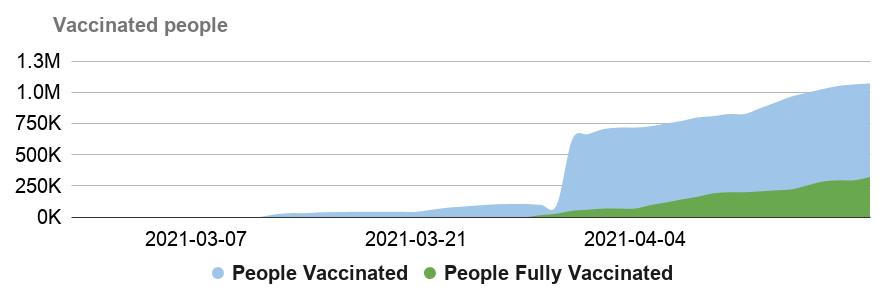 Vaccinated people
1.3M
1.0M
750K
500K
250K
0K
2021-03-07 2021-03-21 2021-04-04
People Vaccinated People Fully Vaccinated